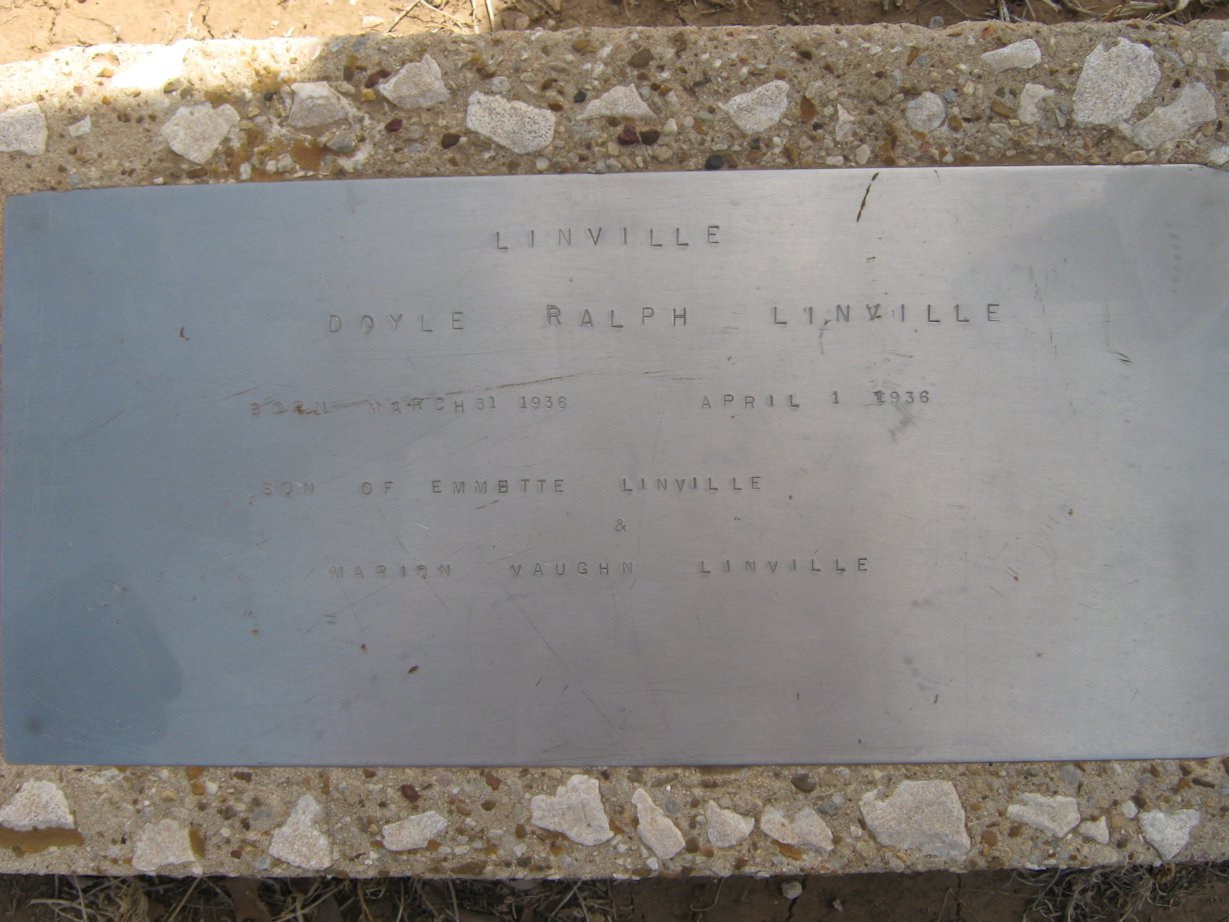 LINVILLE
DOYLE RALPH LINVILLE
BORN MARCH 31 1936 APRIL 1 1936
SON OF EMMETTE LINVILLE
&
MARION VAUGHN LINVILLE